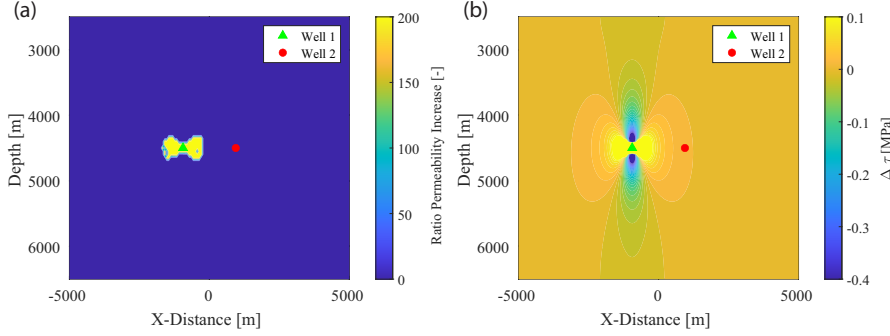 (a)
Well 1
Well 2
3000
4000
5000
6000
Depth [m]
-5000
0
5000
X-Distance [m]
200
150
100
50
0
Ratio Permeability Increase [-]
(b)
Well 1
Well 2
3000
4000
5000
6000
Depth [m]
-5000
0
5000
X-Distance [m]
0.1
0
-0.1
-0.2
-0.3
-0.4
Δ τ [MPa]